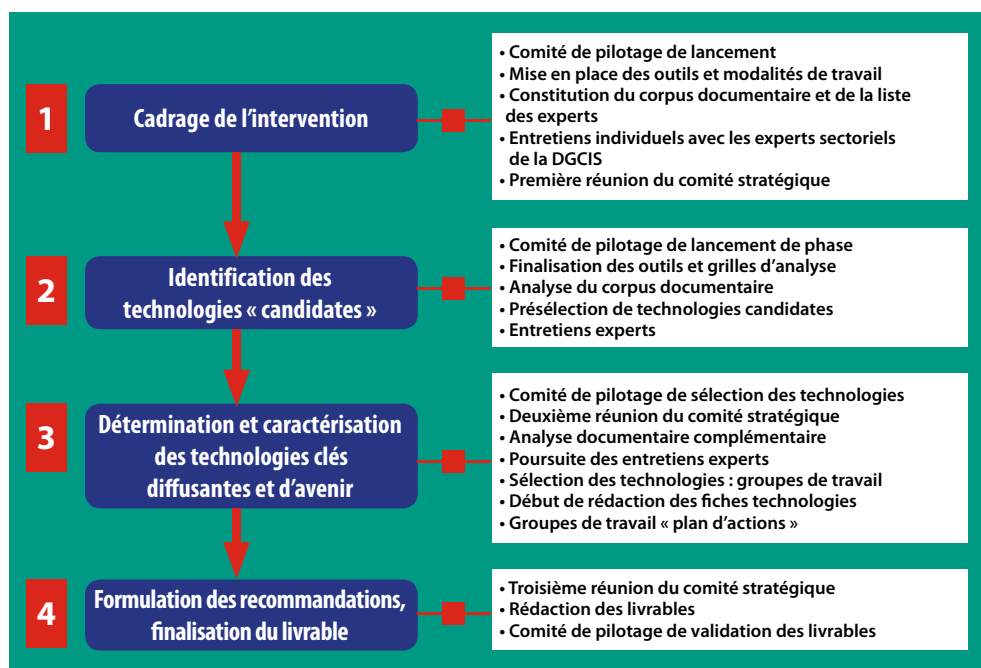 1
Cadrage de l'intervention
• Comité de pilotage de lancement
• Mise en place des outils et modalités de travail
• Constitution du corpus documentaire et de la liste
des experts
• Entretiens individuels avec les experts sectoriels
de la DGCIS
• Première réunion du comité stratégique
2
Identification des
technologies « candidates »
• Comité de pilotage de lancement de phase
• Finalisation des outils et grilles d'analyse
• Analyse du corpus documentaire
• Présélection de technologies candidates
• Entretiens experts
3
Détermination et caractérisation
des technologies clés
diffusantes et d'avenir
• Comité de pilotage de sélection des technologies
• Deuxième réunion du comité stratégique
• Analyse documentaire complémentaire
• Poursuite des entretiens experts
• Sélection des technologies : groupes de travail
• Début de rédaction des fiches technologies
• Groupes de travail « plan d'actions »
4
Formulation des recommandations,
finalisation du livrable
• Troisième réunion du comité stratégique
• Rédaction des livrables
• Comité de pilotage de validation des livrables